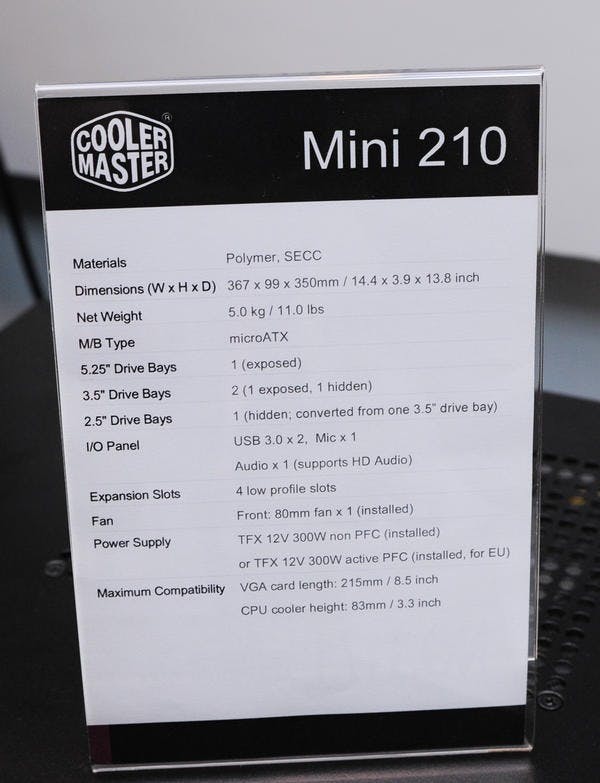 COOLER MASTER ®
Mini 210
Materials Polymer, SECC
Dimensions (W x H x D) 367 x 99 x 350mm / 14.4 x 3.9 x 13.8 inch
Net Weight 5.0 kg / 11.0 lbs
M/B Type microATX
5.25" Drive Bays 1 (exposed)
3.5" Drive Bays 2 (1 exposed, 1 hidden)
2.5" Drive Bays 1 (hidden; converted from one 3.5" drive bay)
I/O Panel USB 3.0 x 2, Mic x 1
Audio x 1 (supports HD Audio)
Expansion Slots 4 low profile slots
Fan Front: 80mm fan x 1 (installed)
Power Supply TFX 12V 300W non PFC (installed)
or TFX 12V 300W active PFC (installed, for EU)
Maximum Compatibility VGA card length: 215mm / 8.5 inch
CPU cooler height: 83mm / 3.3 inch